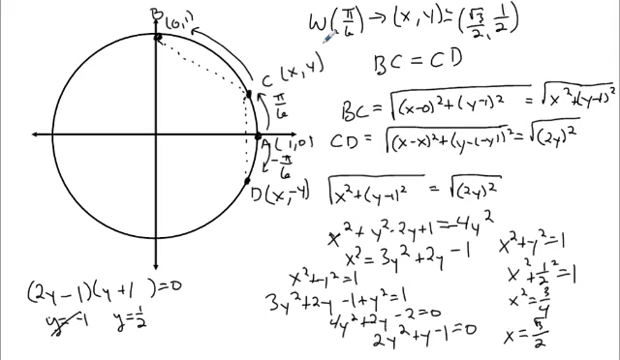 B (0,1)
W(π/6) → (x,y) = (√3/2, 1/2)
C (x,y)
BC = CD
π/6
BC = √((x-0)²+(y-1)²) = √(x²+(y-1)²)
A(1,0)
CD = √((x-x)²+(y-(-y))²) = √((2y)²)
-π/6
D(x,-y)
√(x²+(y-1)²) = √((2y)²)
x²+y²-2y+1=4y²
x²=3y²+2y-1
x²+y²=1
x²+y²=1
3y²+2y-1+y²=1
4y²+2y-2=0
2y²+y-1=0
x²+1/2²=1
x²=3/4
x=√3/2
(2y-1)(y+1)=0
y=-1 y=1/2